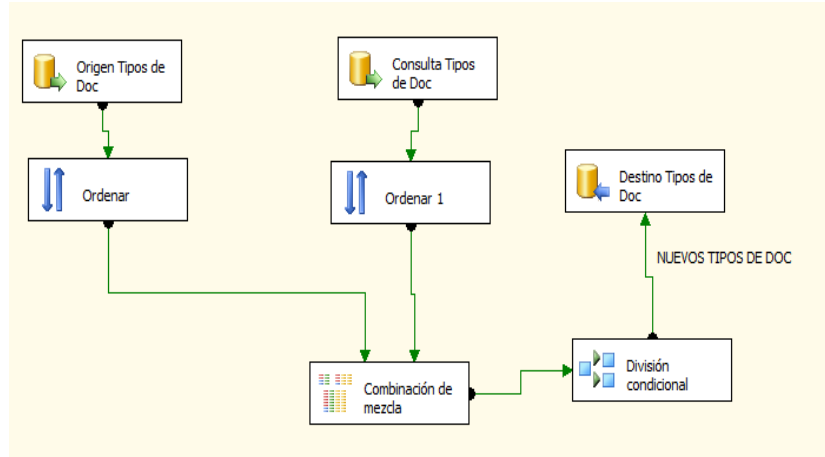 Origen Tipos de
Doc
Consulta Tipos
de Doc
Ordenar
Ordenar 1
Destino Tipos de
Doc
NUEVOS TIPOS DE DOC
Combinación de
mezcla
División
condicional